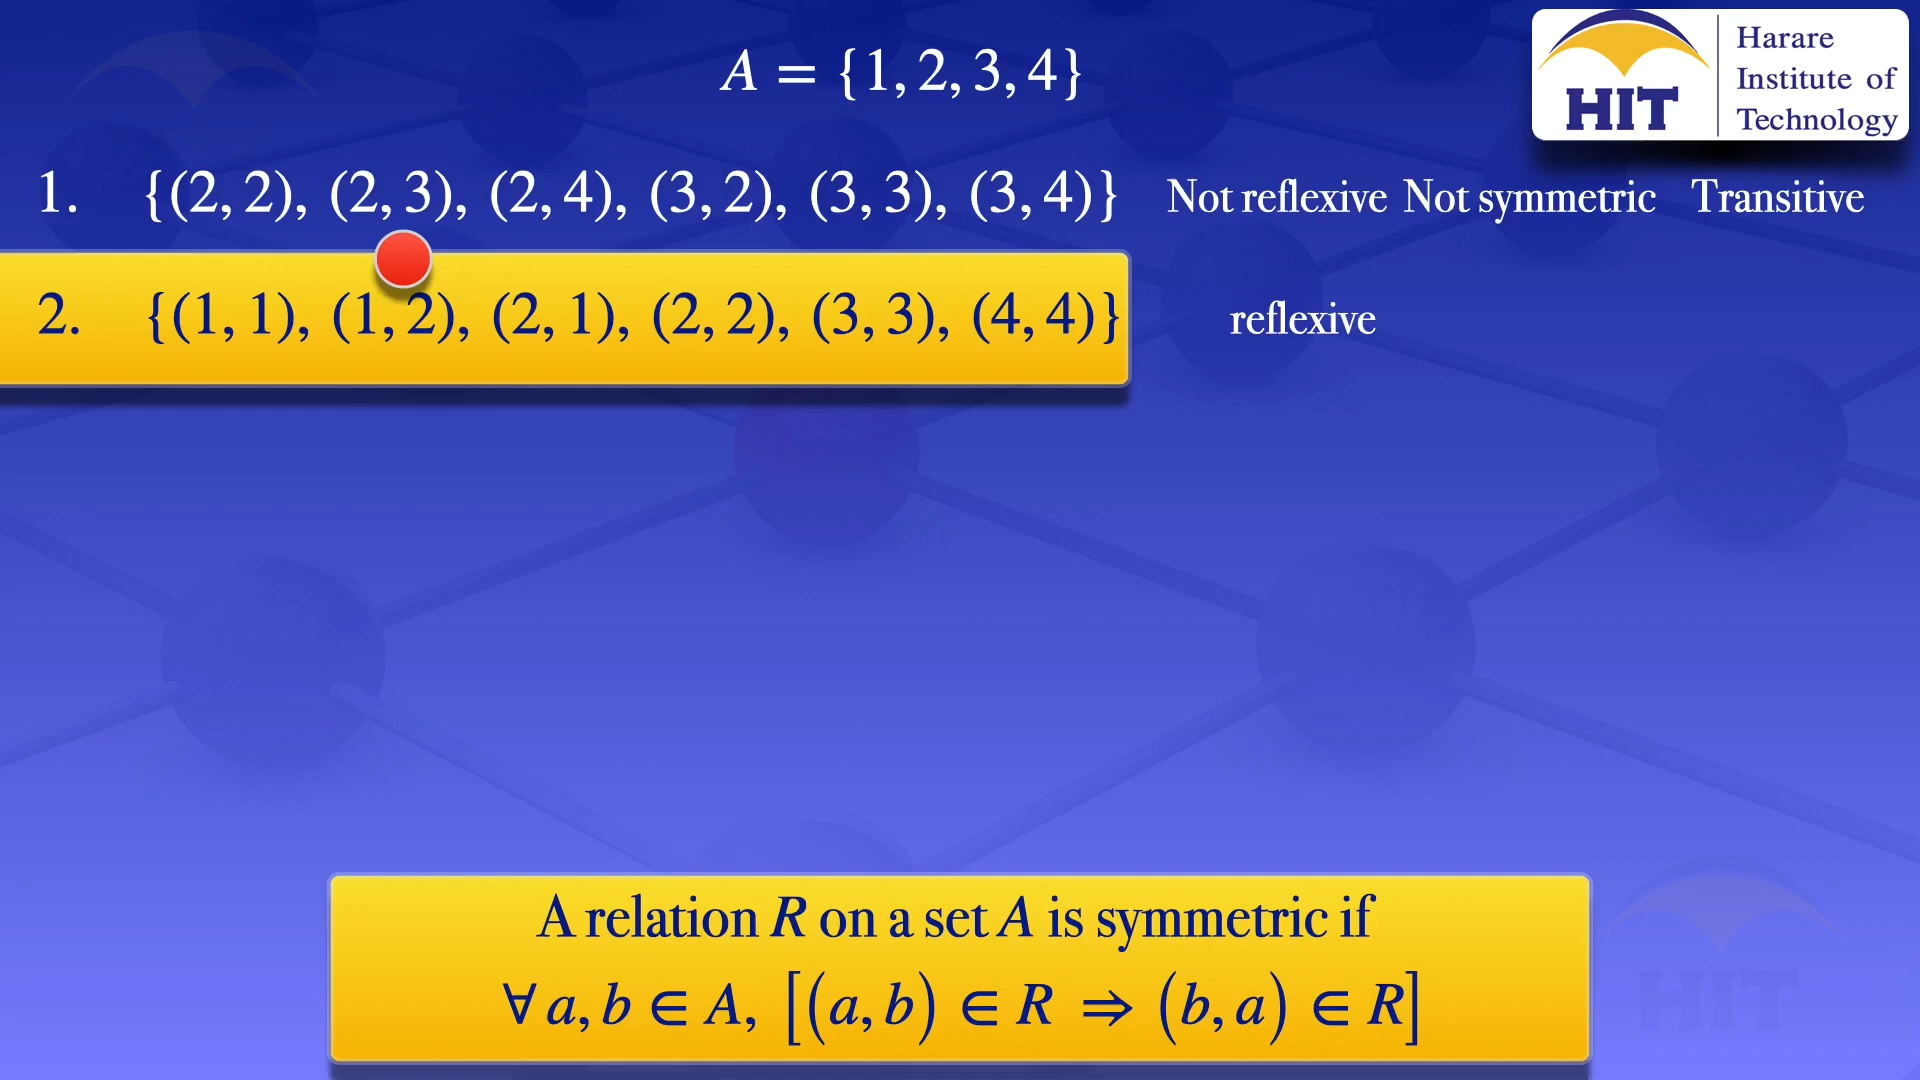 A = {1, 2, 3, 4}
HIT
Harare
Institute of
Technology
1. {(2, 2), (2, 3), (2, 4), (3, 2), (3, 3), (3, 4)} Not reflexive Not symmetric Transitive
2. {(1, 1), (1, 2), (2, 1), (2, 2), (3, 3), (4, 4)} reflexive
A relation R on a set A is symmetric if
∀ a, b ∈ A, [(a, b) ∈ R ⇒ (b, a) ∈ R]
HIT